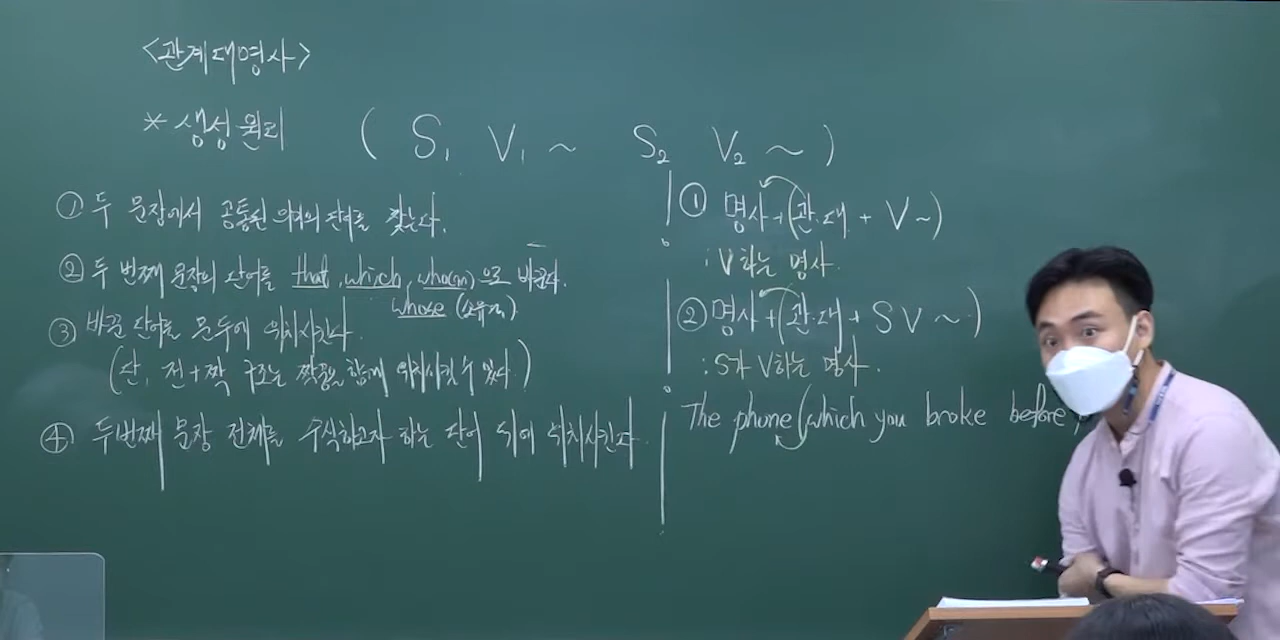 <관계대명사>
* 생성원리 ( S₁ V₁ ~ S₂ V₂ ~ )
① 두 문장에서 공통된 의미의 단어를 찾는다.
② 두 번째 문장의 단어를 that, which, who(m)으로 바꾼다.
whose (소유격)
③ 바꾼 단어를 문두에 위치시킨다.
(단, 전+짝 구조는 짝꿍을 함께 위치시킬 수 있다.)
④ 두번째 문장 전체를 수식하고자 하는 단어 뒤에 위치시킨다.
① 명사+(관.대 + V~)
: V하는 명사.
② 명사+(관.대 + S V ~)
: S가 V하는 명사.
The phone (which you broke before